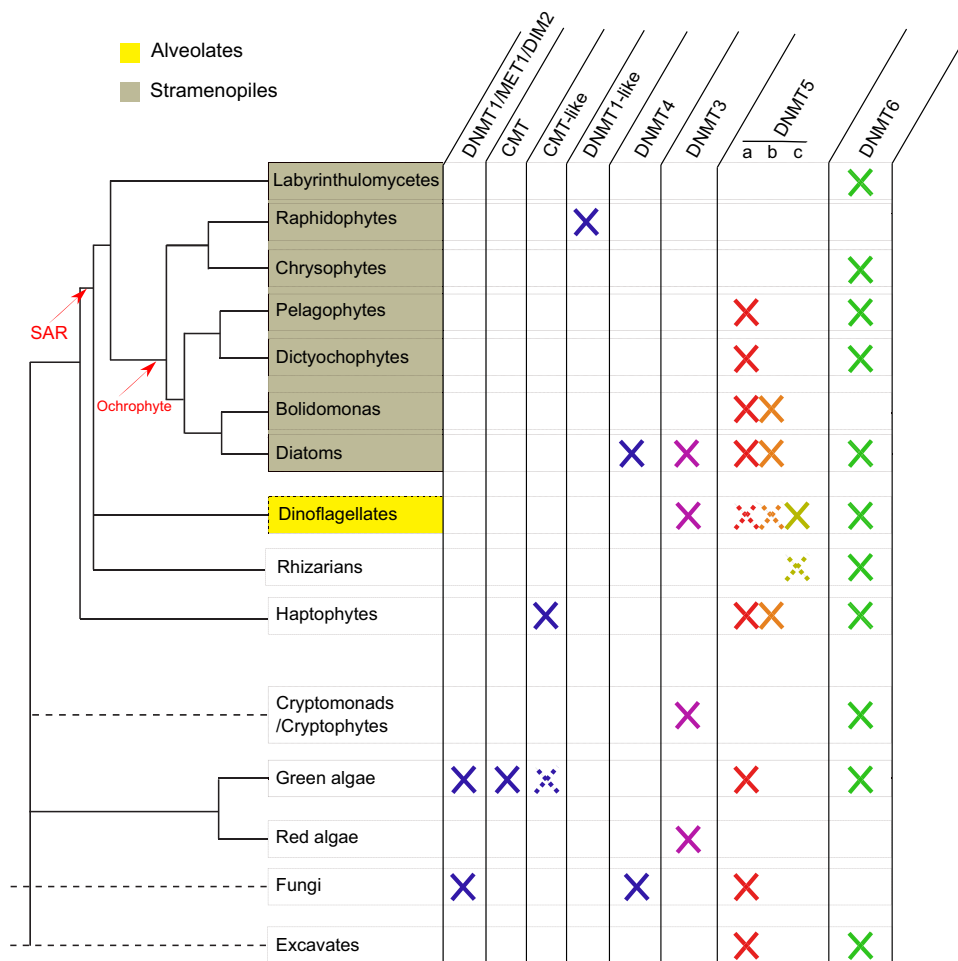 Alveolates
Stramenopiles
DNMT1/MET1/DIM2
CMT
CMT-like
DNMT1-like
DNMT4
DNMT3
DNMT5
a b c
DNMT6
Labyrinthulomycetes
Raphidophytes
Chrysophytes
Pelagophytes
SAR
Dictyochophytes
Ochrophyte
Bolidomonas
Diatoms
Dinoflagellates
Rhizarians
Haptophytes
Cryptomonads
/Cryptophytes
Green algae
Red algae
Fungi
Excavates